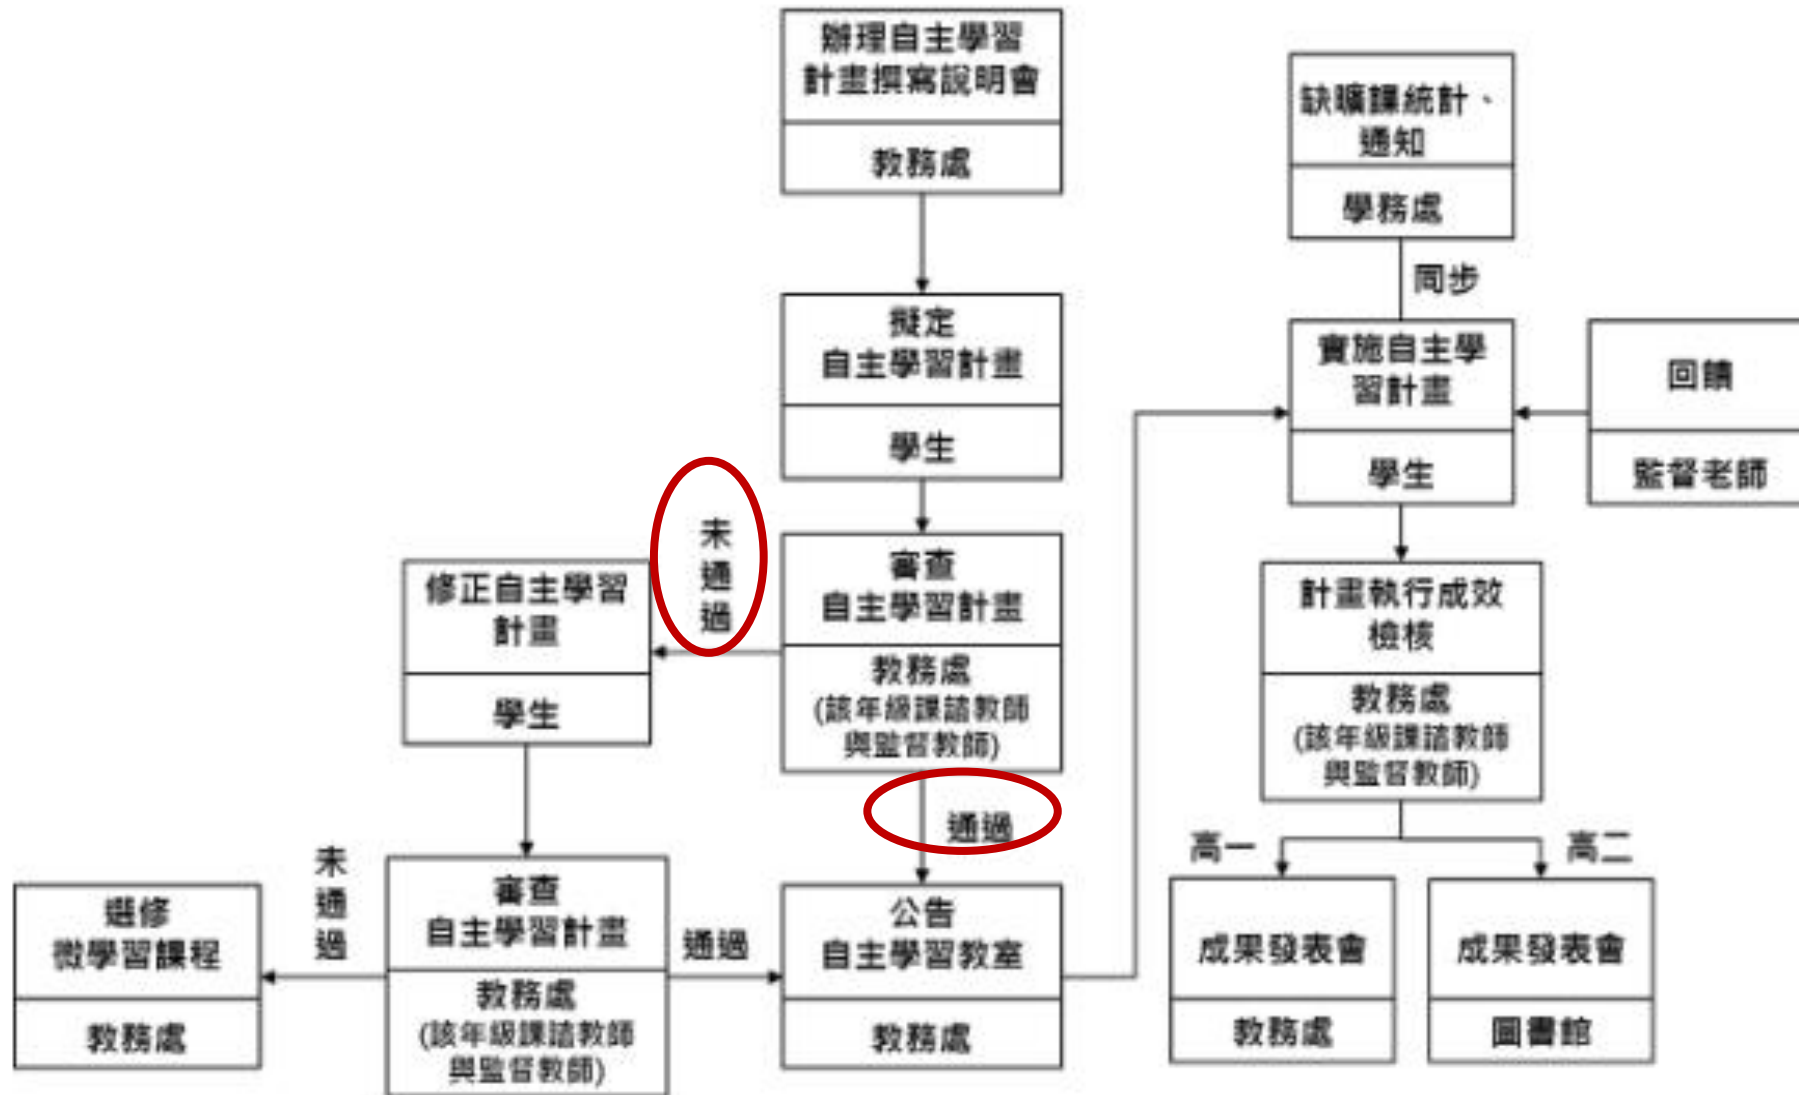 辦理自主學習
計畫撰寫說明會
教務處
擬定
自主學習計畫
學生
審查
自主學習計畫
教務處
(該年級課諮教師
與監督教師)
未
通
過
修正自主學習
計畫
學生
通過
審查
自主學習計畫
教務處
(該年級課諮教師
與監督教師)
未
通
過
選修
微學習課程
教務處
通過
公告
自主學習教室
教務處
缺曠課統計、
通知
學務處
同步
實施自主學
習計畫
學生
回饋
監督老師
計畫執行成效
檢核
教務處
(該年級課諮教師
與監督教師)
高一
成果發表會
教務處
高二
成果發表會
圖書館